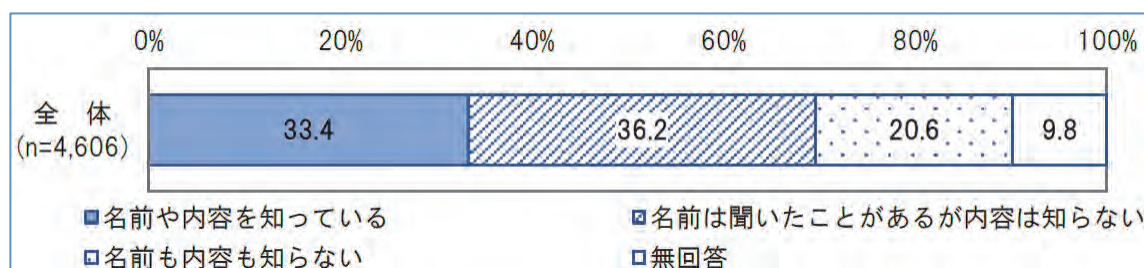 0% 20% 40% 60% 80% 100%
全 体
(n=4,606)
33.4 36.2 20.6 9.8
名前や内容を知っている 名前は聞いたことがあるが内容は知らない
名前も内容も知らない 無回答